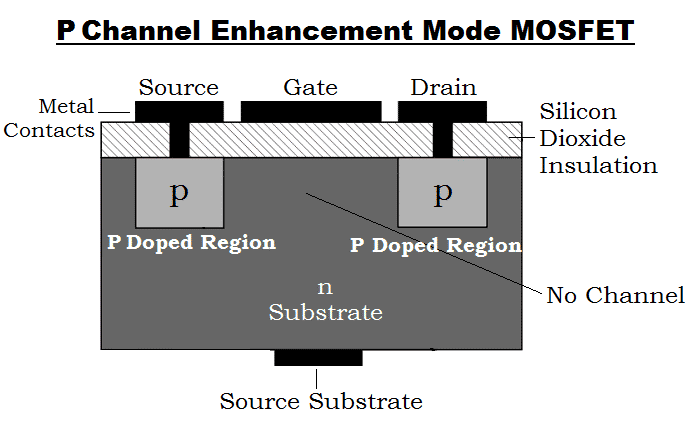 P Channel Enhancement Mode MOSFET
Source
Gate
Drain
Metal
Contacts
Silicon
Dioxide
Insulation
p
p
P Doped Region
P Doped Region
n
Substrate
No Channel
Source Substrate